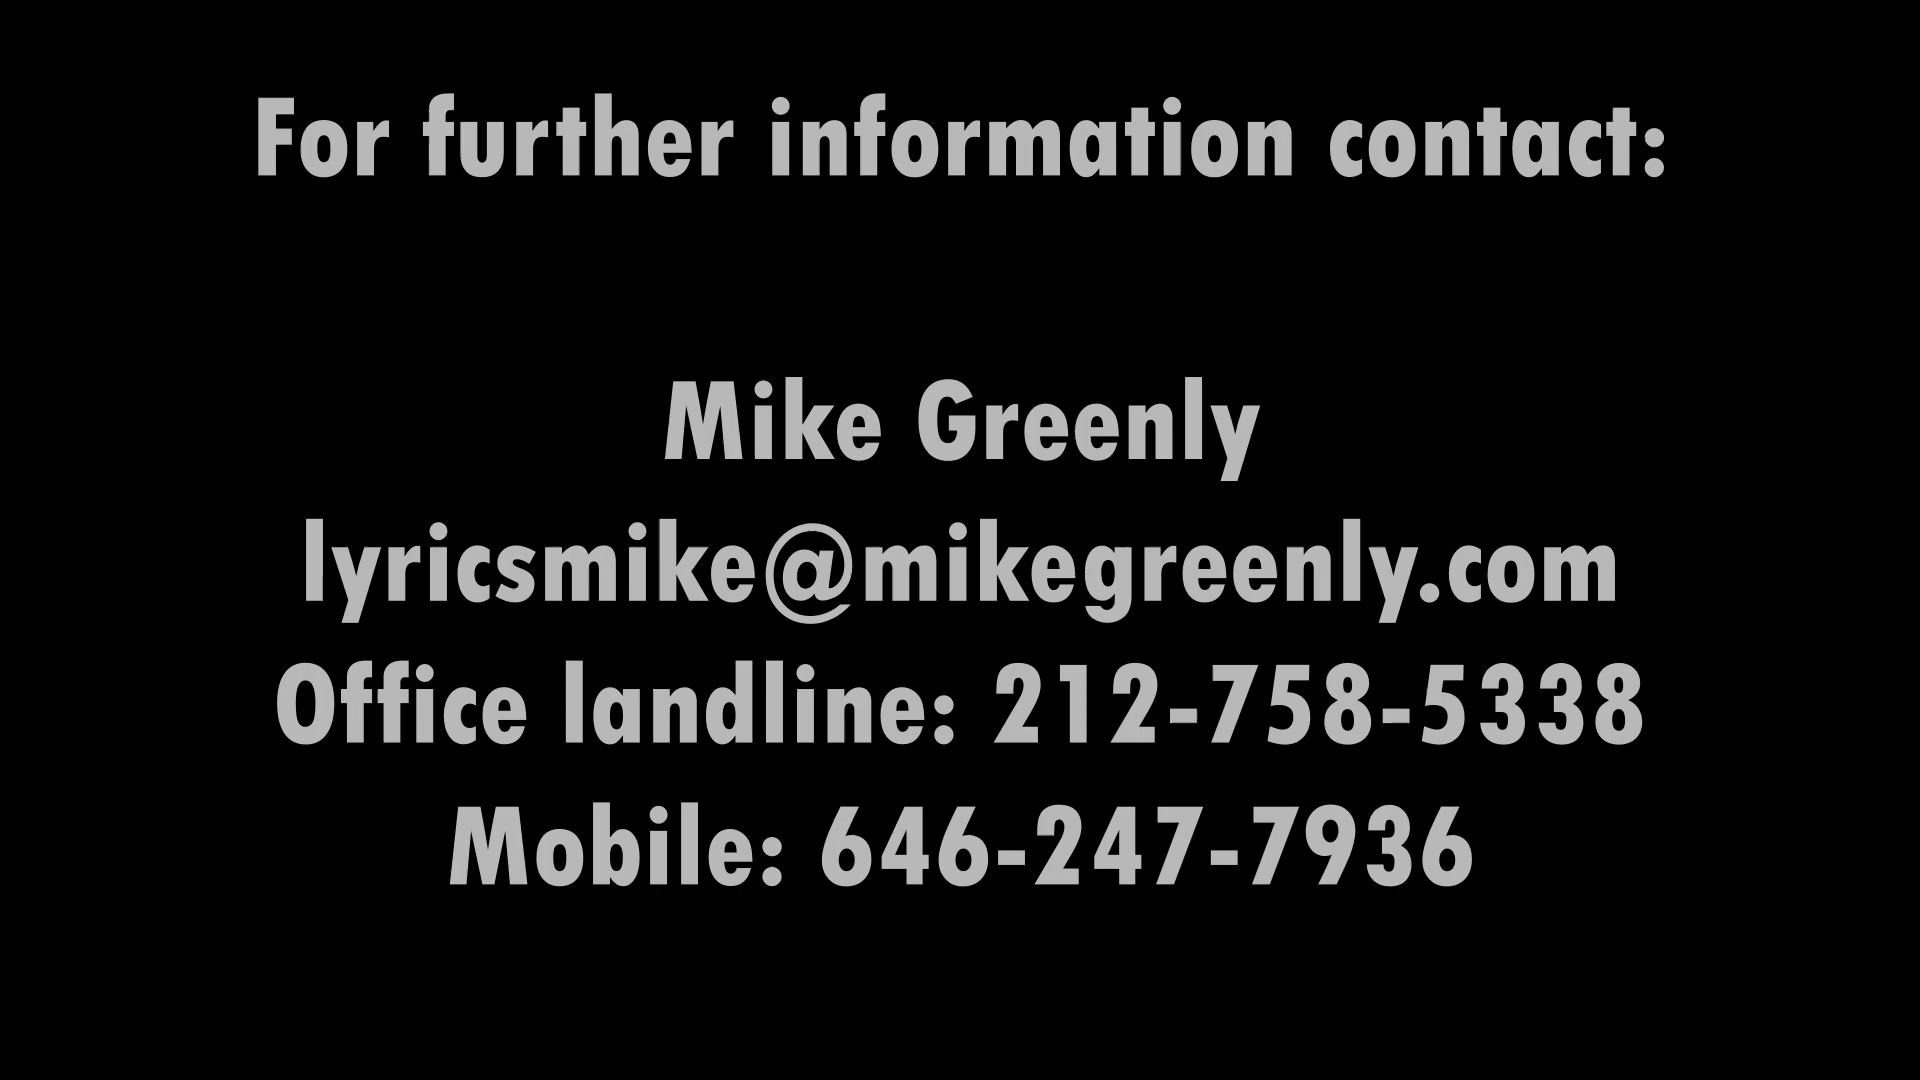 For further information contact:
Mike Greenly
lyricsmike@mikegreenly.com
Office landline: 212-758-5338
Mobile: 646-247-7936